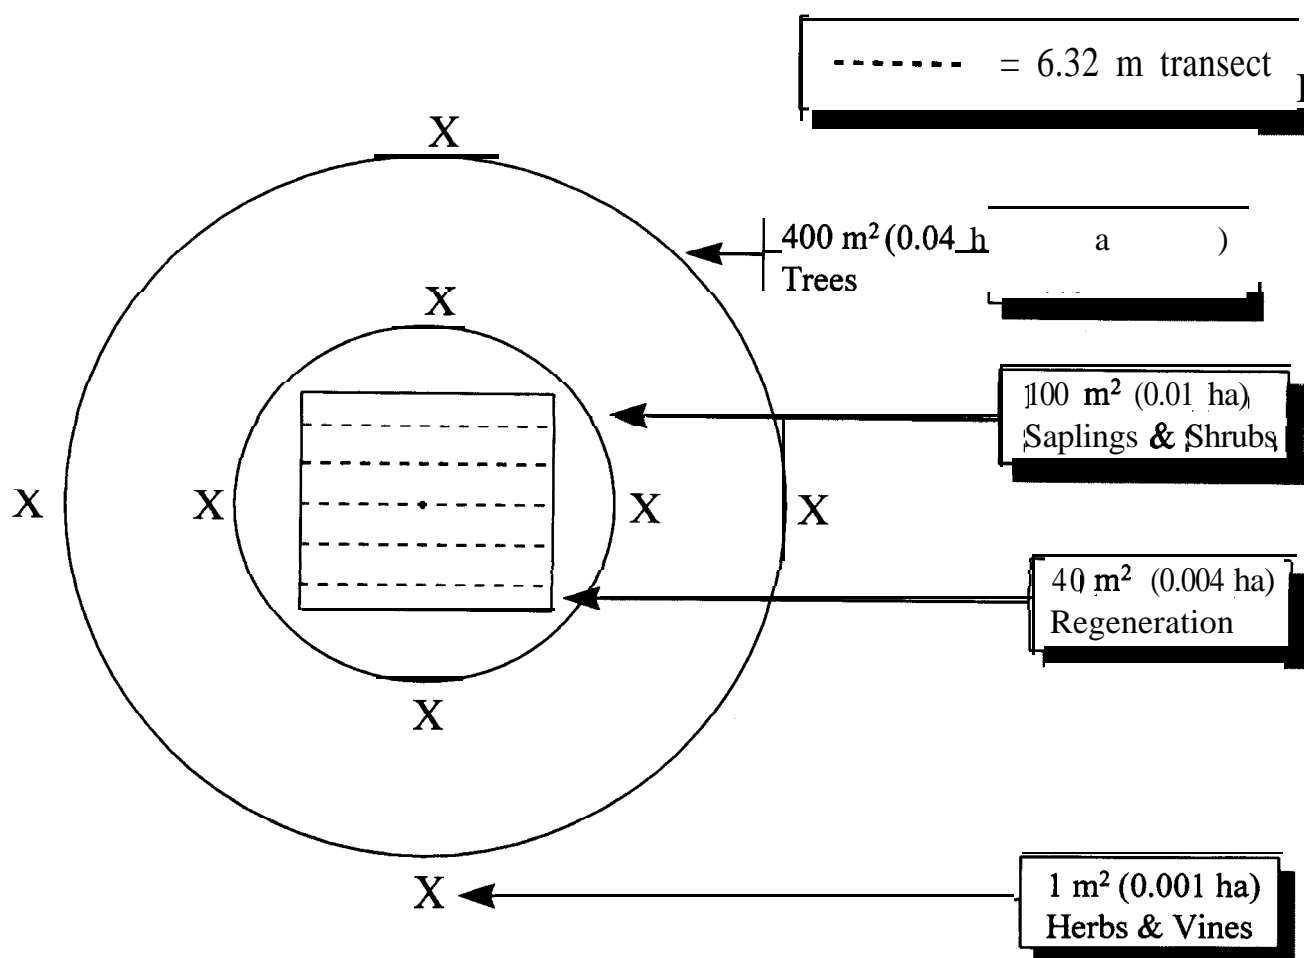 = 6.32 m transect
X
400 m² (0.04 h a )
Trees
X
100 m² (0.01 ha)
Saplings & Shrubs
X
X
X
X
40 m² (0.004 ha)
Regeneration
X
X
1 m² (0.001 ha)
Herbs & Vines